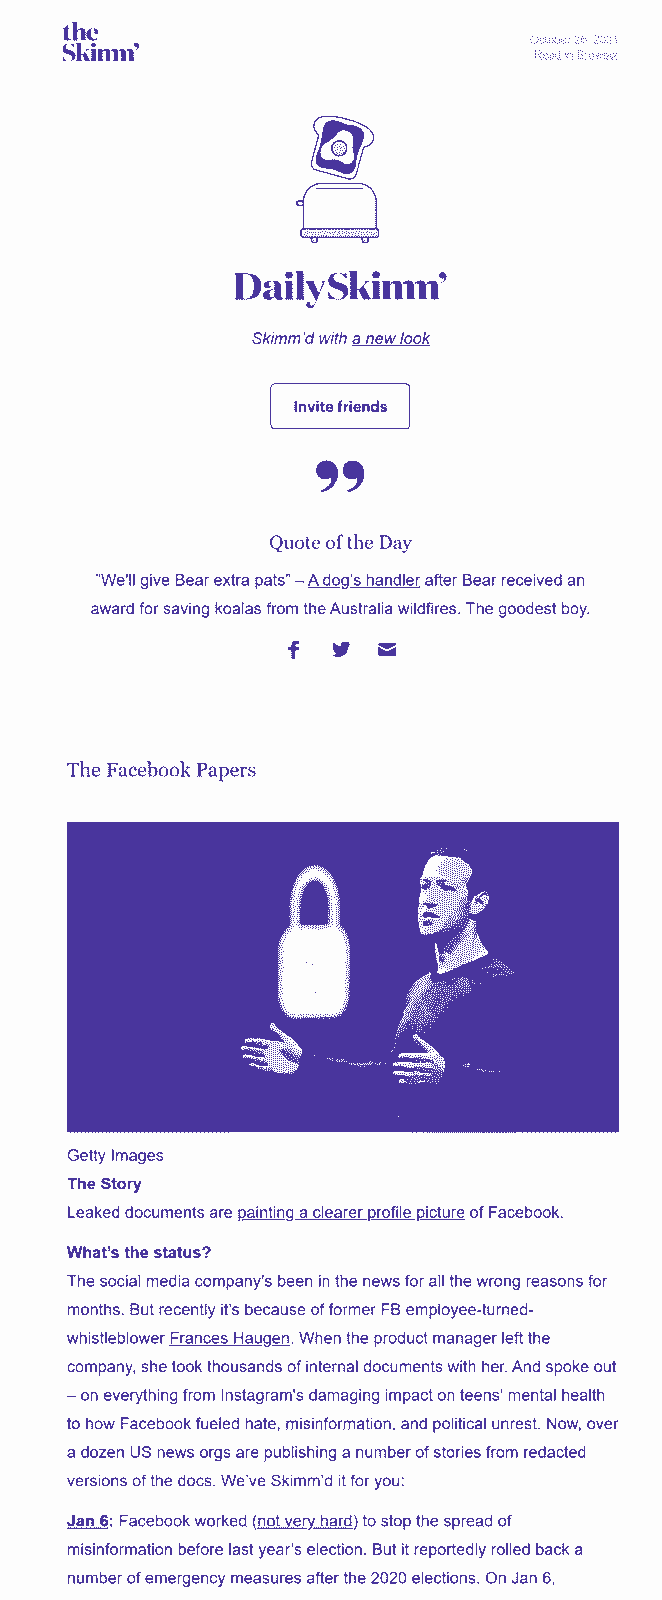 the
Skimm'
October 26, 2021
Read in Browser
DailySkimm'
Skimm'd with a new look
Invite friends
”
Quote of the Day
"We'll give Bear extra pats" – A dog's handler after Bear received an
award for saving koalas from the Australia wildfires. The goodest boy.
The Facebook Papers
Getty Images
The Story
Leaked documents are painting a clearer profile picture of Facebook.
What's the status?
The social media company's been in the news for all the wrong reasons for
months. But recently it's because of former FB employee-turned-
whistleblower Frances Haugen. When the product manager left the
company, she took thousands of internal documents with her. And spoke out
– on everything from Instagram's damaging impact on teens' mental health
to how Facebook fueled hate, misinformation, and political unrest. Now, over
a dozen US news orgs are publishing a number of stories from redacted
versions of the docs. We've Skimm'd it for you:
Jan 6: Facebook worked (not very hard) to stop the spread of
misinformation before last year's election. But it reportedly rolled back a
number of emergency measures after the 2020 elections. On Jan 6,